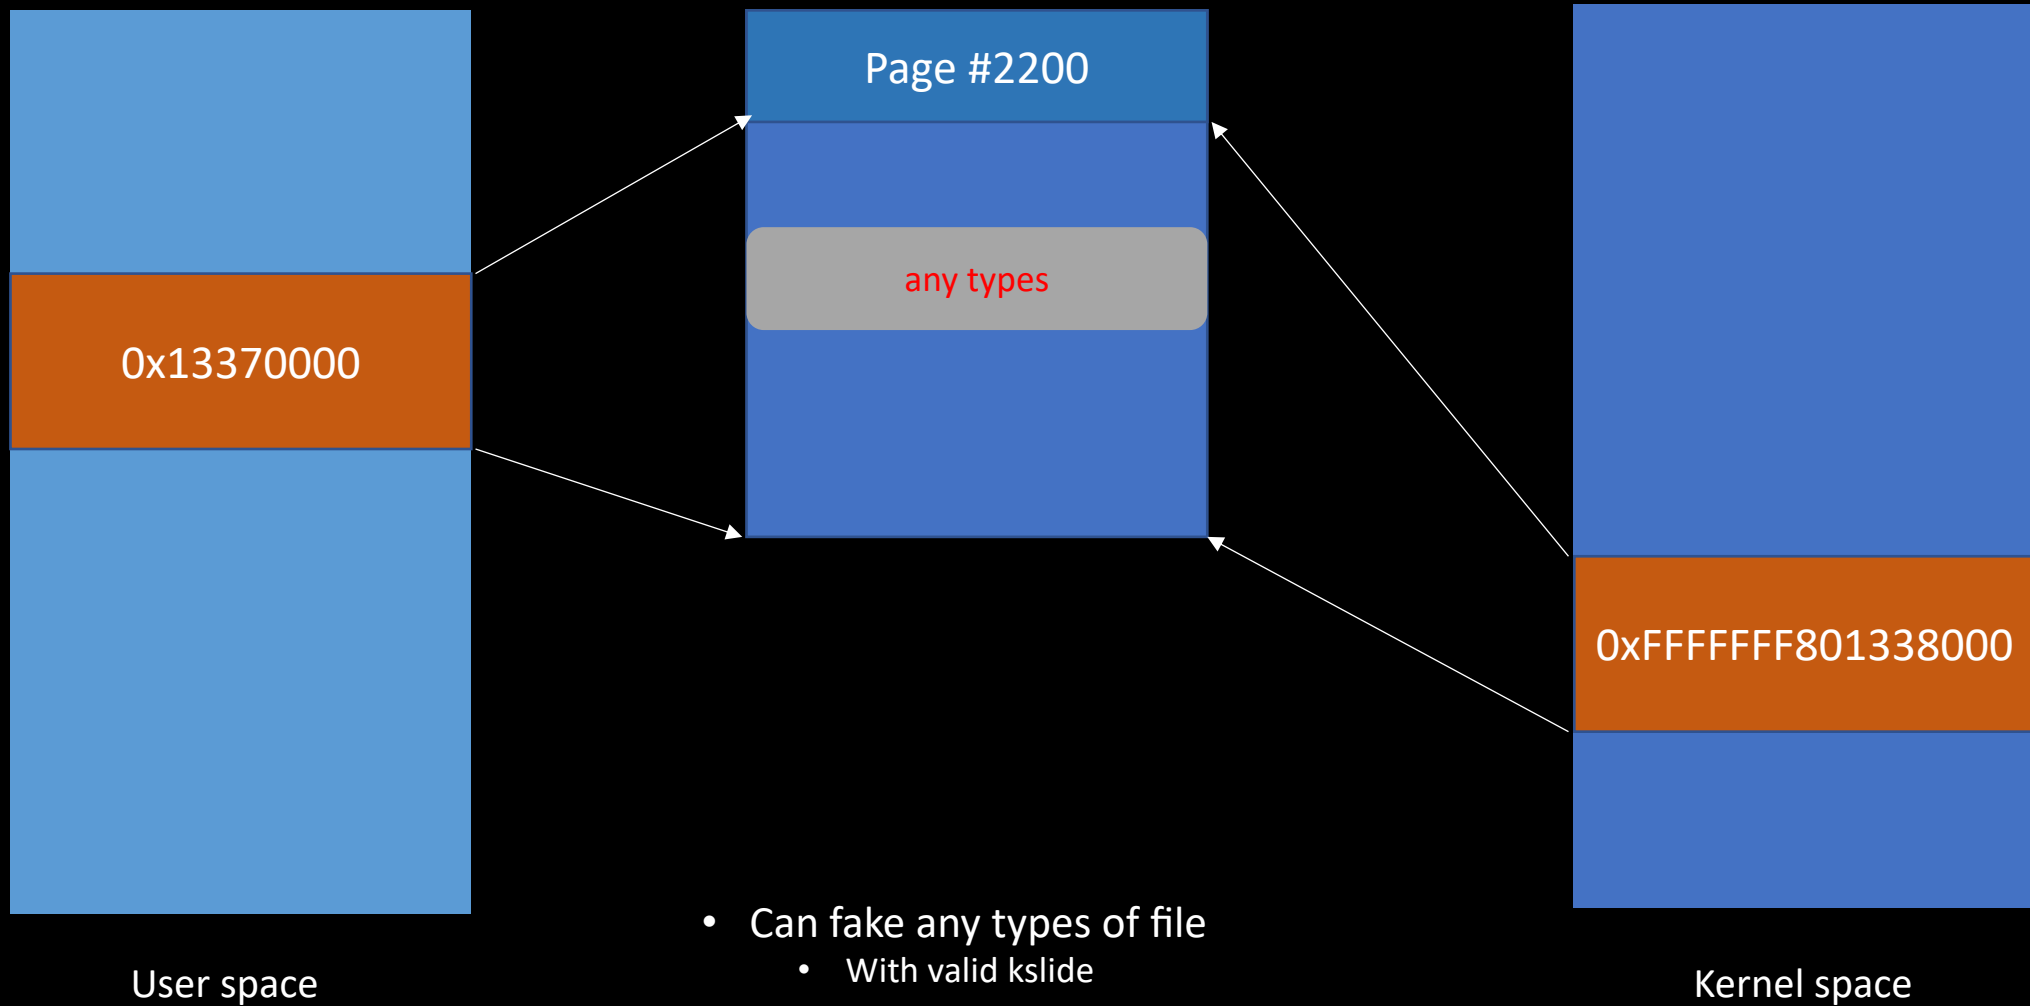 Page #2200
any types
0x13370000
0xFFFFFFF801338000
• Can fake any types of file
• With valid kslide
User space
Kernel space